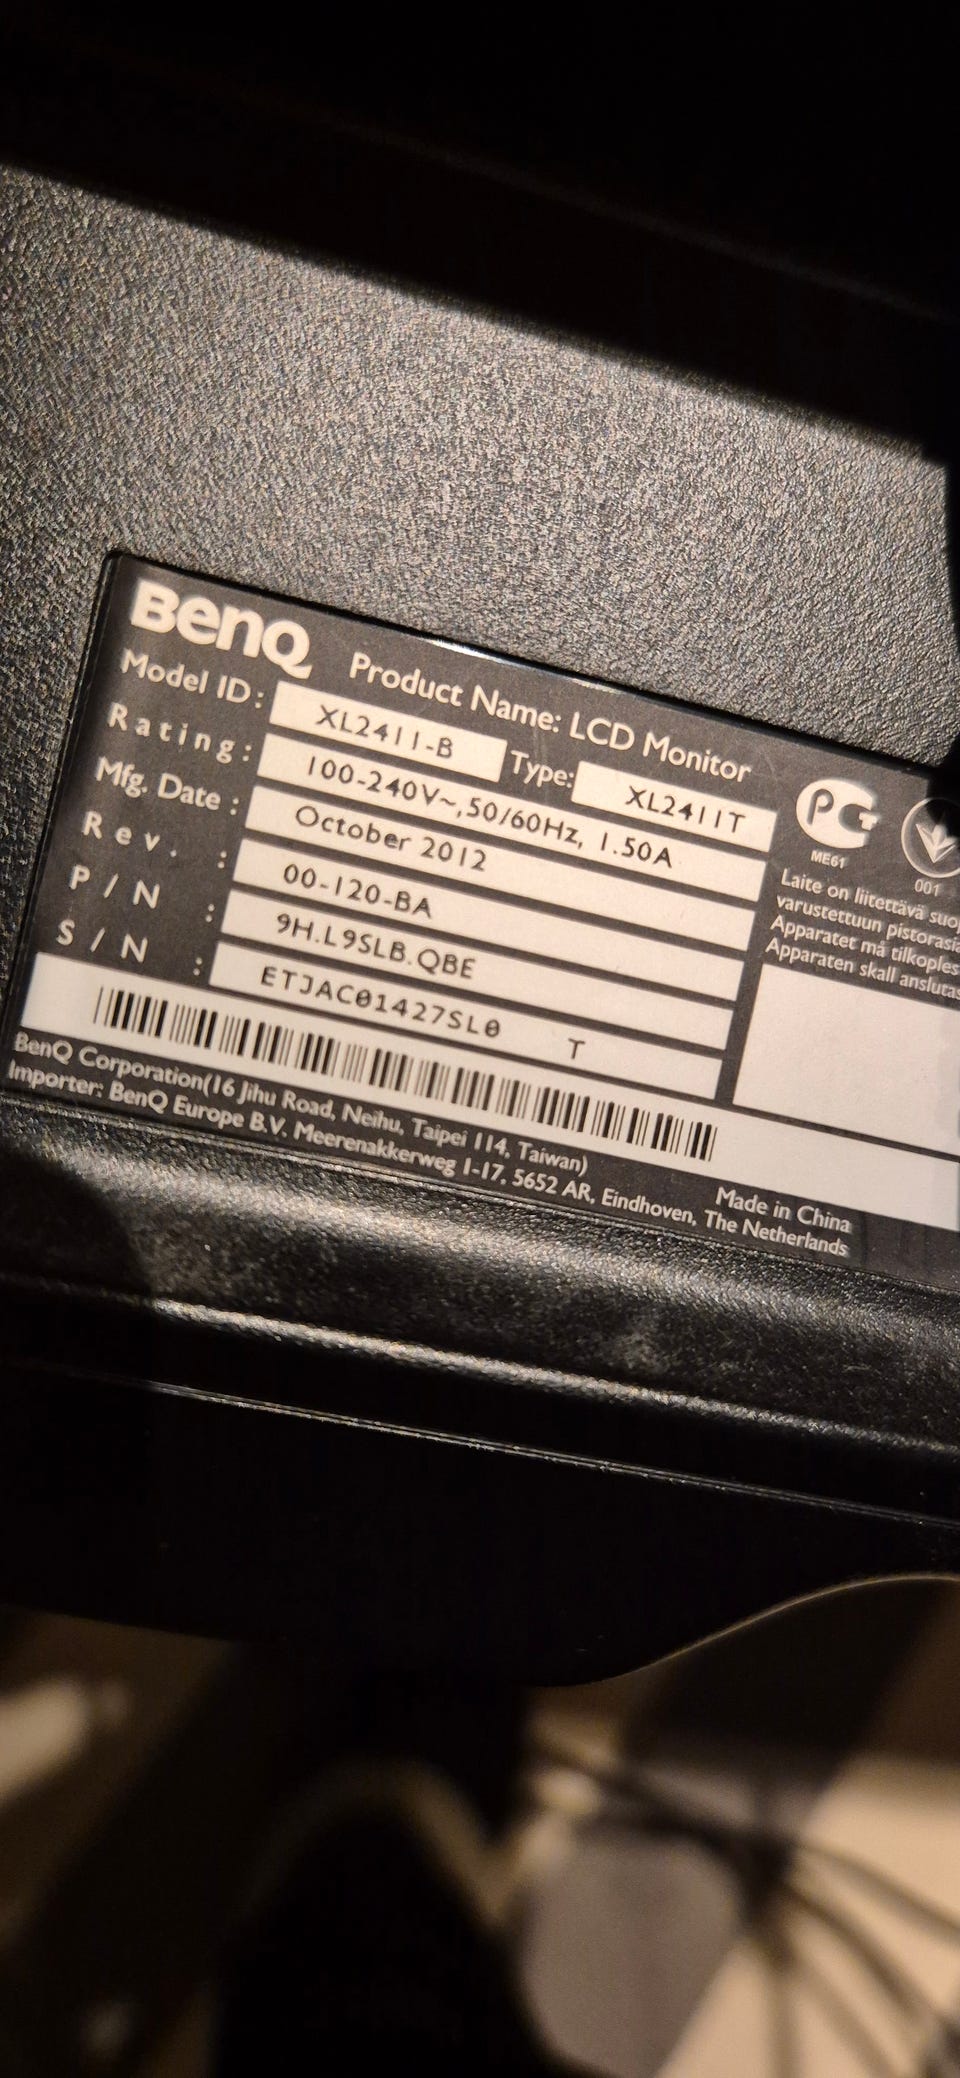 BenQ
Product Name: LCD Monitor
Model ID: XL2411-B Type: XL2411T
Rating: 100-240V~,50/60Hz, 1.50A
Mfg. Date: October 2012
Rev. : 00-120-BA
P/N : 9H.L9SLB.QBE
S/N : ETJAC01427SL0 T
BenQ Corporation(16 Jihu Road, Neihu, Taipei 114, Taiwan)
Importer: BenQ Europe B.V. Meerenakkerweg 1-17, 5652 AR, Eindhoven, The Netherlands
Made in China
PCT
ME61
001
Laite on liitettävä
varustettuun
Apparatet må
Apparaten skall